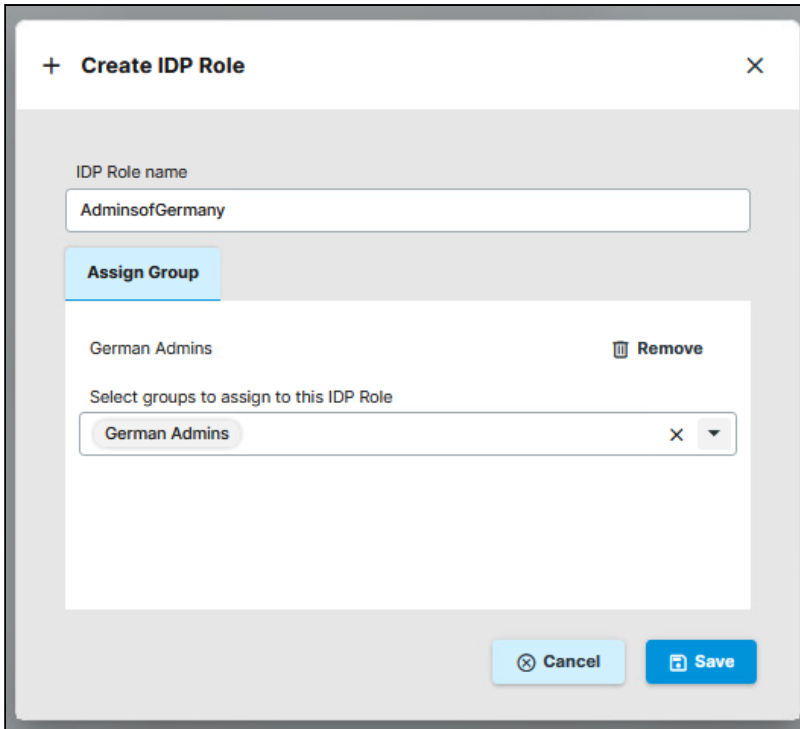 Create IDP Role
IDP Role name
AdminsofGermany
Assign Group
German Admins
Remove
Select groups to assign to this IDP Role
German Admins
Cancel
Save